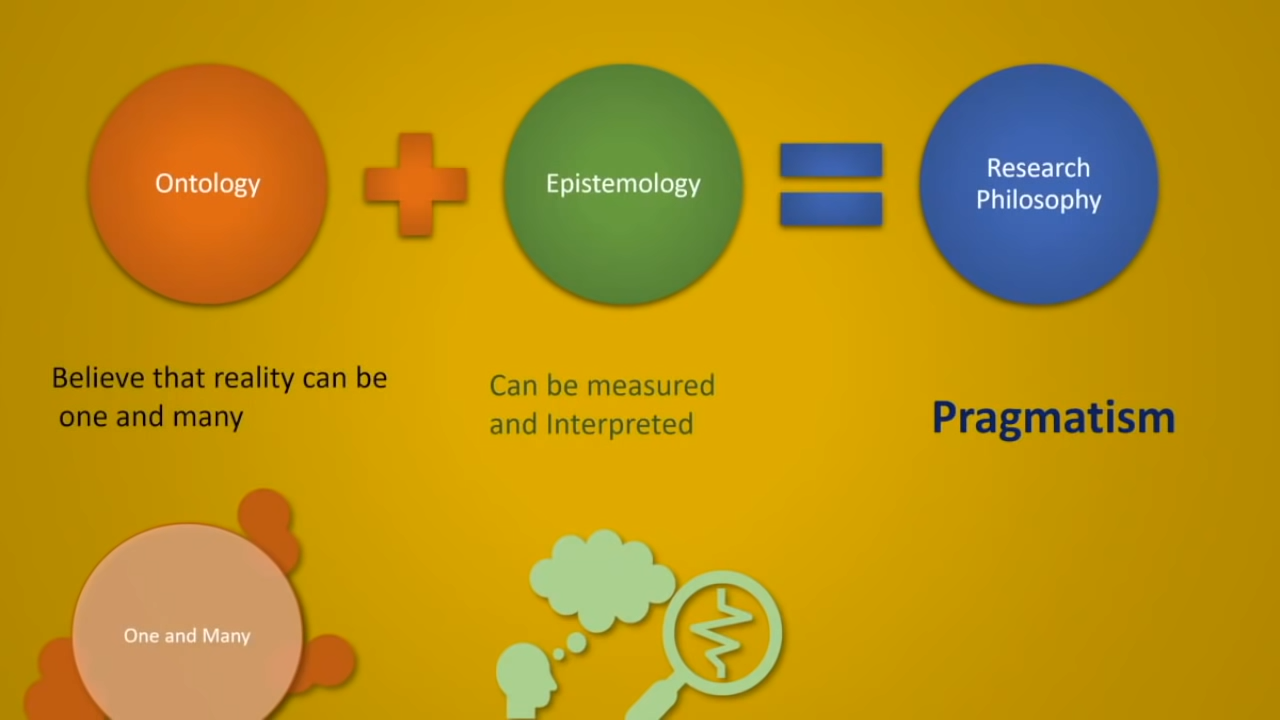 Ontology
Epistemology
Research
Philosophy
Believe that reality can be
one and many
Can be measured
and Interpreted
Pragmatism
One and Many